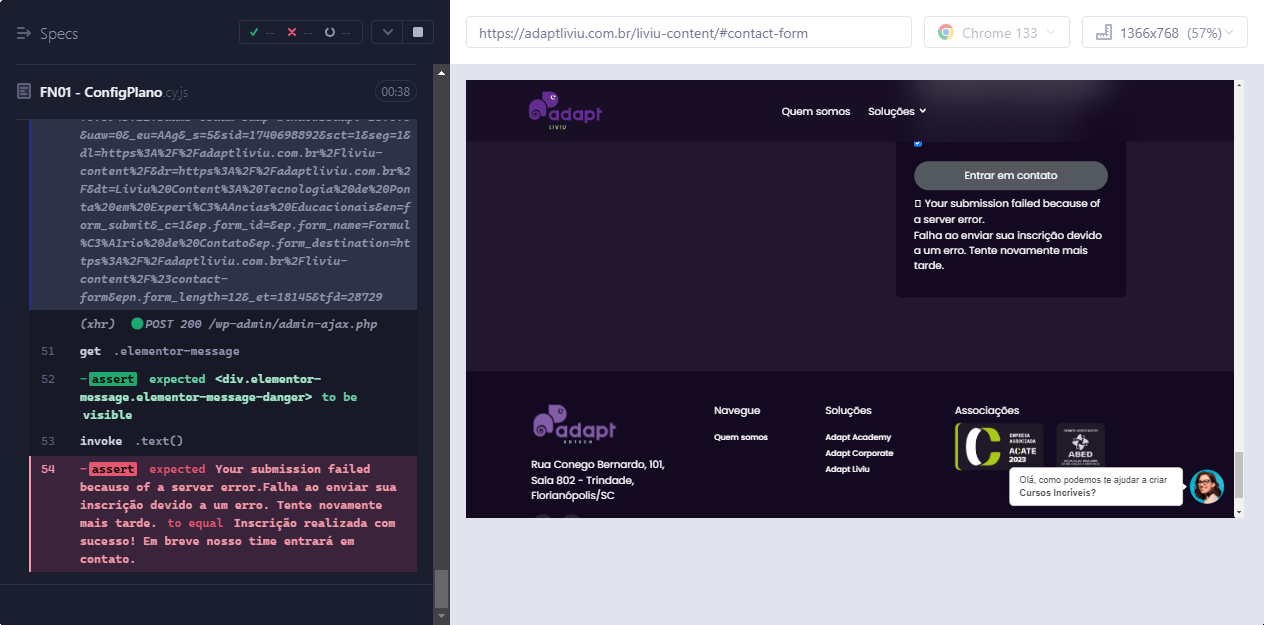 Specs
--
--
--
https://adaptliviu.com.br/liviu-content/#contact-form
Chrome 133
1366x768 (57%)
FN01 - ConfigPlano.cy.js
00:38
&uaw=0&_eu=AAg&_s=5&sid=1740698892&sct=1&seg=1&
dl=https%3A%2F%2Fadaptliviu.com.br%2Fliviu-
content%2F&dr=https%3A%2F%2Fadaptliviu.com.br%2
F&dt=Liviu%20Content%3A%20Tecnologia%20de%20Pon
ta%20em%20Experi%C3%AAncias%20Educacionais&en=f
orm_submit&_c=1&ep.form_id=&ep.form_name=Formul
%C3%A1rio%20de%20Contato&ep.form_destination=ht
tps%3A%2F%2Fadaptliviu.com.br%2Fliviu-
content%2F%23contact-
form&epn.form_length=12&_et=18145&tfd=28729
(xhr) POST 200 /wp-admin/admin-ajax.php
51 get .elementor-message
52 -assert expected <div.elementor-
message.elementor-message-danger> to be
visible
53 invoke .text()
54 -assert expected Your submission failed
because of a server error.Falha ao enviar sua
inscrição devido a um erro. Tente novamente
mais tarde. to equal Inscrição realizada com
sucesso! Em breve nosso time entrará em
contato.
adapt
LIVIU
Quem somos
Soluções
Entrar em contato
Your submission failed because of
a server error.
Falha ao enviar sua inscrição devido
a um erro. Tente novamente mais
tarde.
adapt
EDTECH
Rua Conego Bernardo, 101,
Sala 802 - Trindade,
Florianópolis/SC
Navegue
Quem somos
Soluções
Adapt Academy
Adapt Corporate
Adapt Liviu
Associações
EMPRESA
ASSOCIADA
ACATE
2023
ABED
Olá, como podemos te ajudar a criar
Cursos Incríveis?